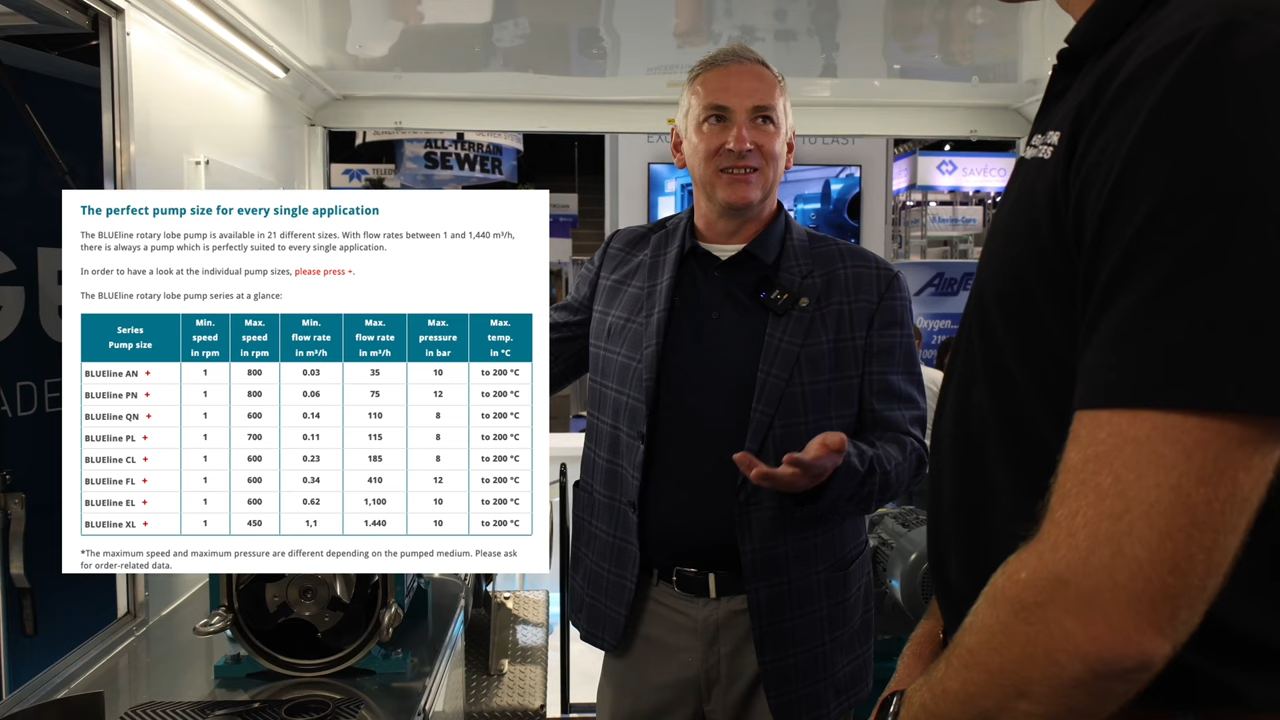 ALL-TERRAIN
SEWER
TELED
SAVÉCO
AIRSE
Oxygen...
21%
100%
TO LAST
The perfect pump size for every single application
The BLUEline rotary lobe pump is available in 21 different sizes. With flow rates between 1 and 1,440 m³/h,
there is always a pump which is perfectly suited to every single application.
In order to have a look at the individual pump sizes, please press +.
The BLUEline rotary lobe pump series at a glance:
Series Pump size Min. speed in rpm Max. speed in rpm Min. flow rate in m³/h Max. flow rate in m³/h Max. pressure in bar Max. temp. in °C
BLUEline AN + 1 800 0.03 35 10 to 200 °C
BLUEline PN + 1 800 0.06 75 12 to 200 °C
BLUEline QN + 1 600 0.14 110 8 to 200 °C
BLUEline PL + 1 700 0.11 115 8 to 200 °C
BLUEline CL + 1 600 0.23 185 8 to 200 °C
BLUEline FL + 1 600 0.34 410 12 to 200 °C
BLUEline EL + 1 600 0.62 1,100 10 to 200 °C
BLUEline XL + 1 450 1,1 1.440 10 to 200 °C
*The maximum speed and maximum pressure are different depending on the pumped medium. Please ask
for order-related data.